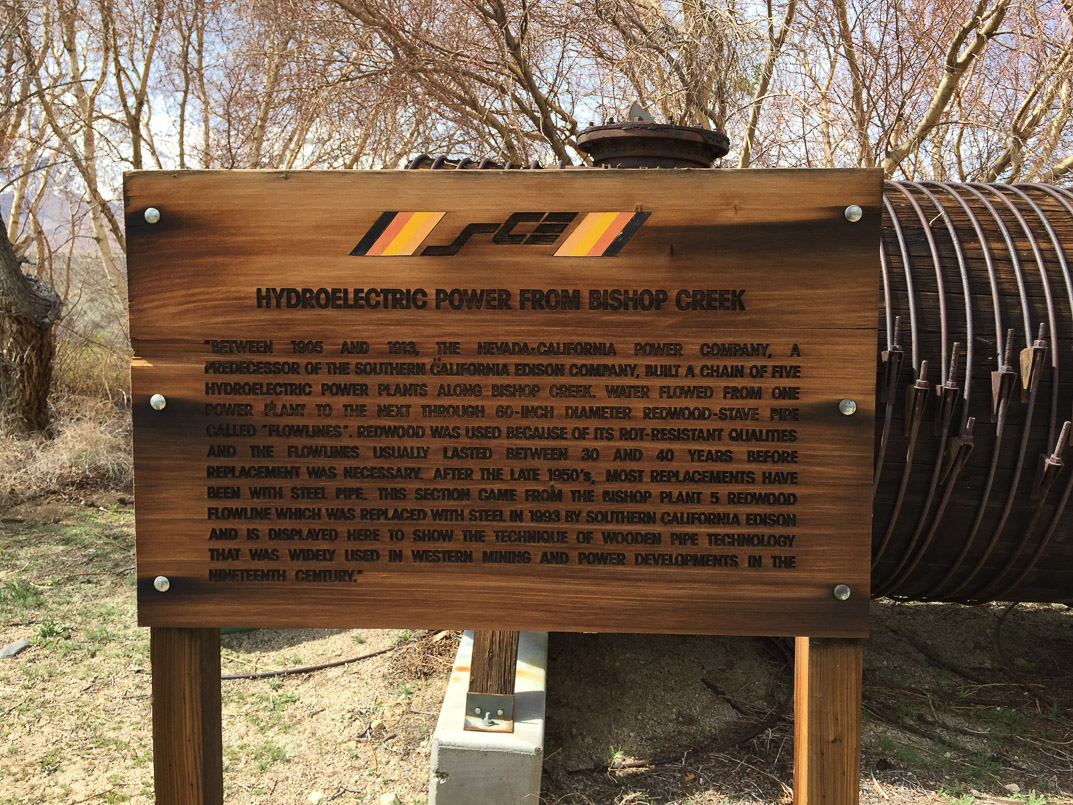 SCE
HYDROELECTRIC POWER FROM BISHOP CREEK
"BETWEEN 1905 AND 1913, THE NEVADA-CALIFORNIA POWER COMPANY, A
PREDECESSOR OF THE SOUTHERN CALIFORNIA EDISON COMPANY, BUILT A CHAIN OF FIVE
HYDROELECTRIC POWER PLANTS ALONG BISHOP CREEK. WATER FLOWED FROM ONE
POWER PLANT TO THE NEXT THROUGH 60-INCH DIAMETER REDWOOD-STAVE PIPE
CALLED "FLOWLINES". REDWOOD WAS USED BECAUSE OF ITS ROT-RESISTANT QUALITIES
AND THE FLOWLINES USUALLY LASTED BETWEEN 30 AND 40 YEARS BEFORE
REPLACEMENT WAS NECESSARY. AFTER THE LATE 1950's, MOST REPLACEMENTS HAVE
BEEN WITH STEEL PIPE. THIS SECTION CAME FROM THE BISHOP PLANT 5 REDWOOD
FLOWLINE WHICH WAS REPLACED WITH STEEL IN 1993 BY SOUTHERN CALIFORNIA EDISON
AND IS DISPLAYED HERE TO SHOW THE TECHNIQUE OF WOODEN PIPE TECHNOLOGY
THAT WAS WIDELY USED IN WESTERN MINING AND POWER DEVELOPMENTS IN THE
NINETEENTH CENTURY."